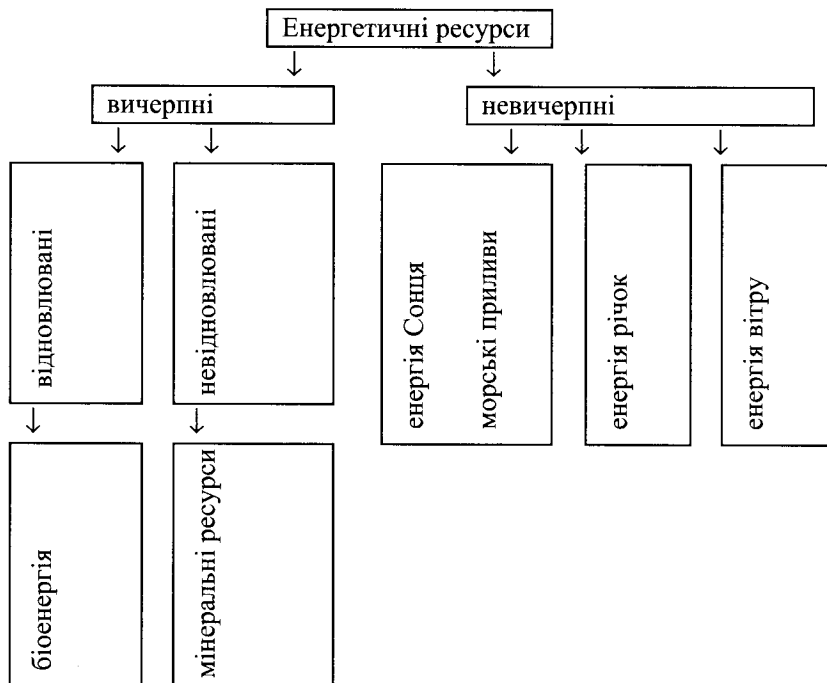 Енергетичні ресурси
вичерпні
невичерпні
відновлювані
невідновлювані
енергія Сонця
морські приливи
енергія річок
енергія вітру
біоенергія
мінеральні ресурси